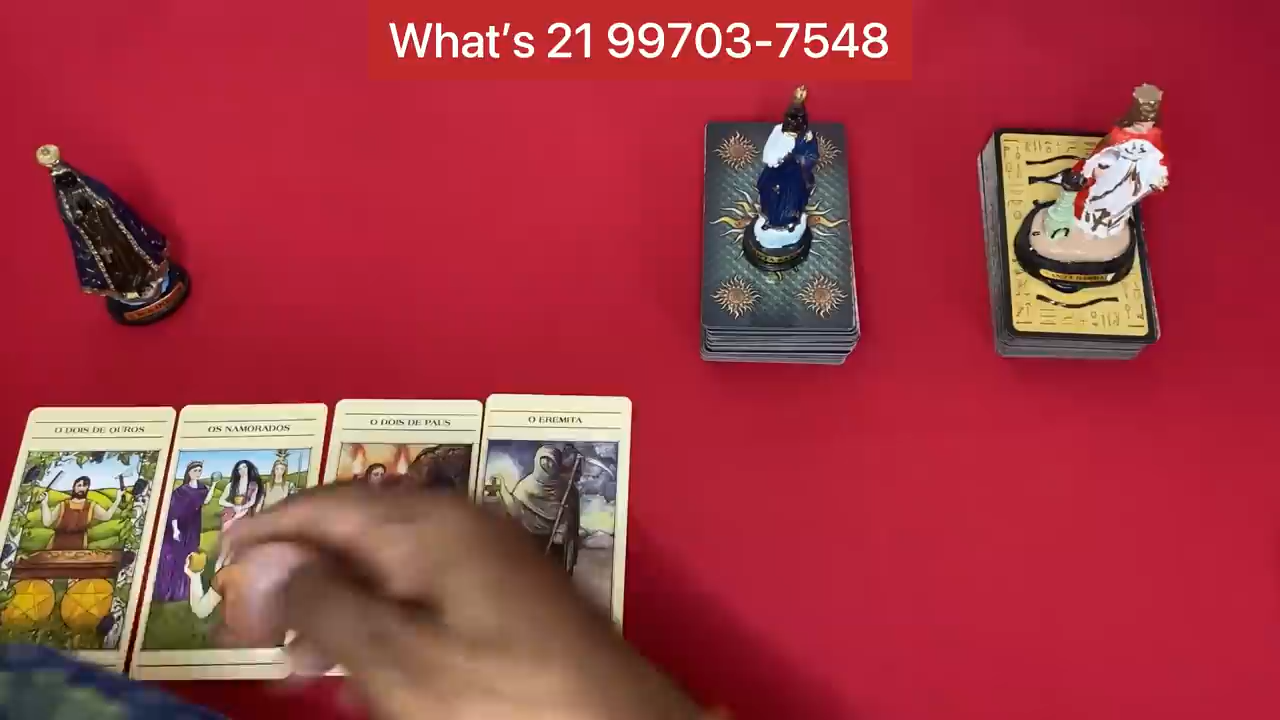 What’s 21 99703-7548
O DOIS DE OUROS
OS NAMORADOS
O DOIS DE PAUS
O EREMITA